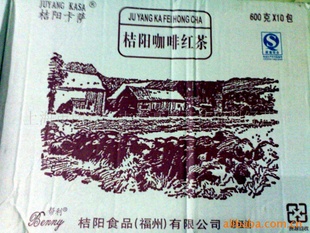 JUYANG KASA
桔阳卡萨
JU YANG KA FEI HONG CHA
桔阳咖啡红茶
600克X10包
Benny
桔阳食品(福州)有限公司